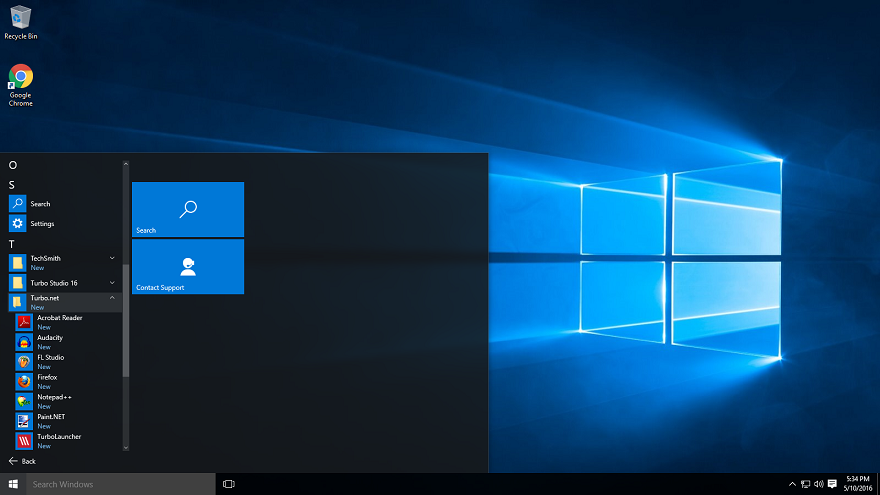 Recycle Bin
Google
Chrome
O
S
Search
Settings
T
TechSmith
New
Turbo Studio 16
Turbo.net
New
Acrobat Reader
New
Audacity
New
FL Studio
New
Firefox
New
Notepad++
New
Paint.NET
New
TurboLauncher
New
Back
Search
Contact Support
Search Windows
5:34 PM
5/10/2016